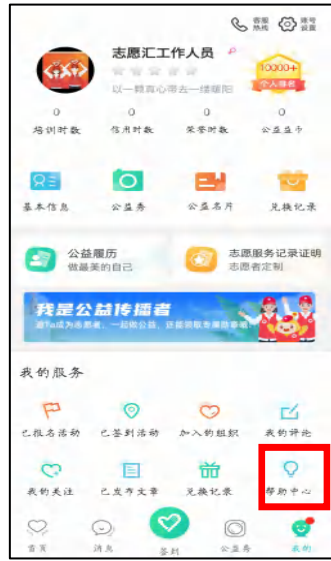 客服热线 账号设置
志愿汇工作人员
以一颗真心带去一缕暖阳
10000+
个人排名
0 0 0 0
培训时数 信用时数 荣誉时数 公益益币
基本信息 公益秀 公益名片 兑换记录
公益履历 志愿服务记录证明
做最美的自己 志愿者定制
我是公益传播者
我的服务
已报名活动 已签到活动 加入的组织 我的评论
我的关注 已发布文章 兑换记录 帮助中心
首页 消息 签到 公益秀 我的